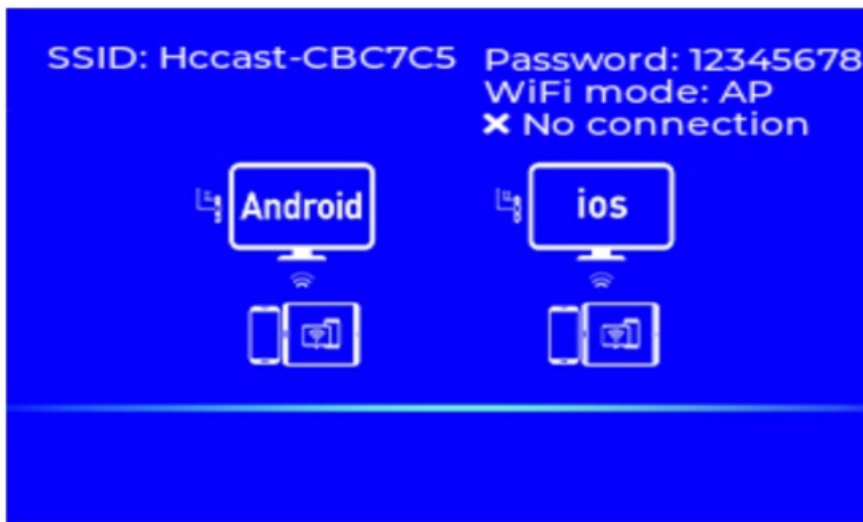 SSID: Hccast-CBC7C5
Password: 12345678
WiFi mode: AP
✕ No connection
Android
ios